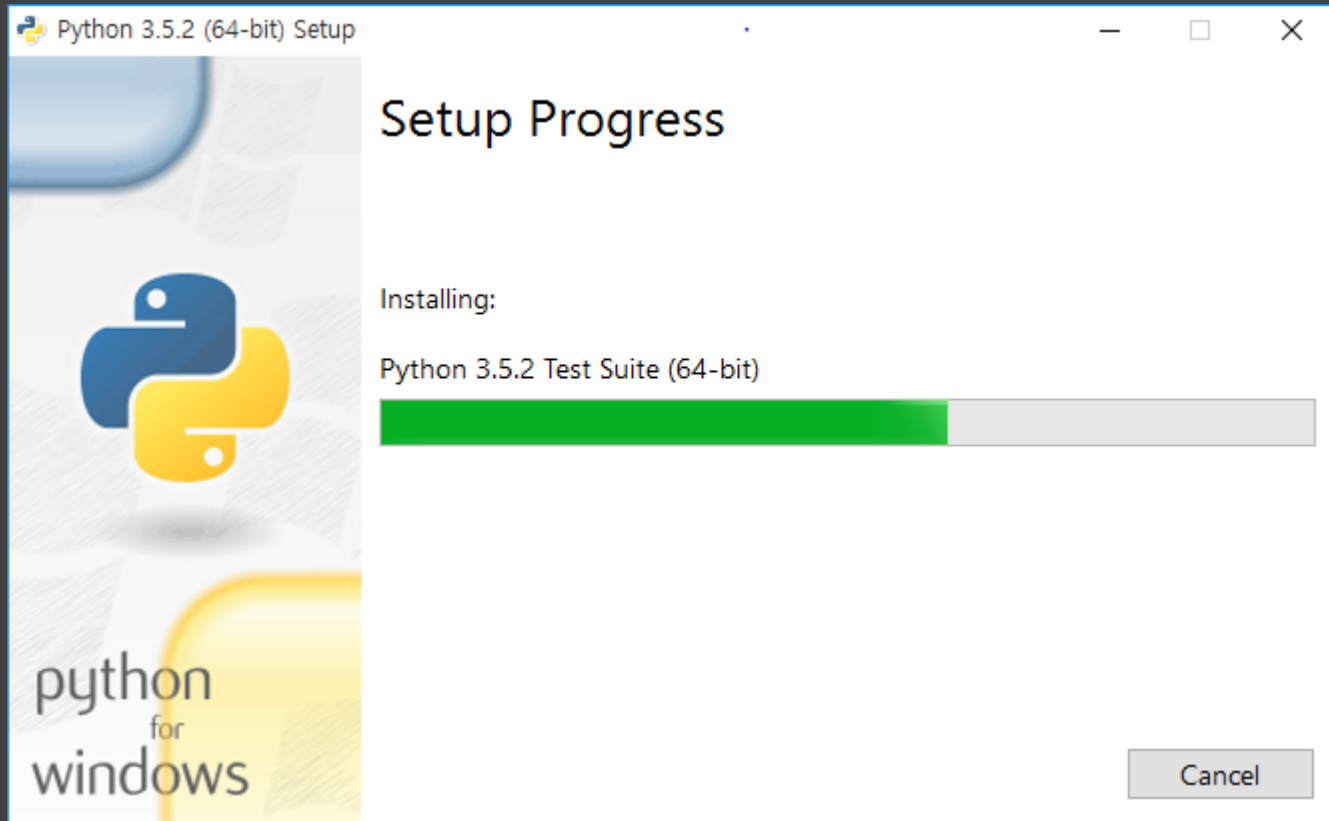 Python 3.5.2 (64-bit) Setup
Setup Progress
Installing:
Python 3.5.2 Test Suite (64-bit)
python
for
windows
Cancel